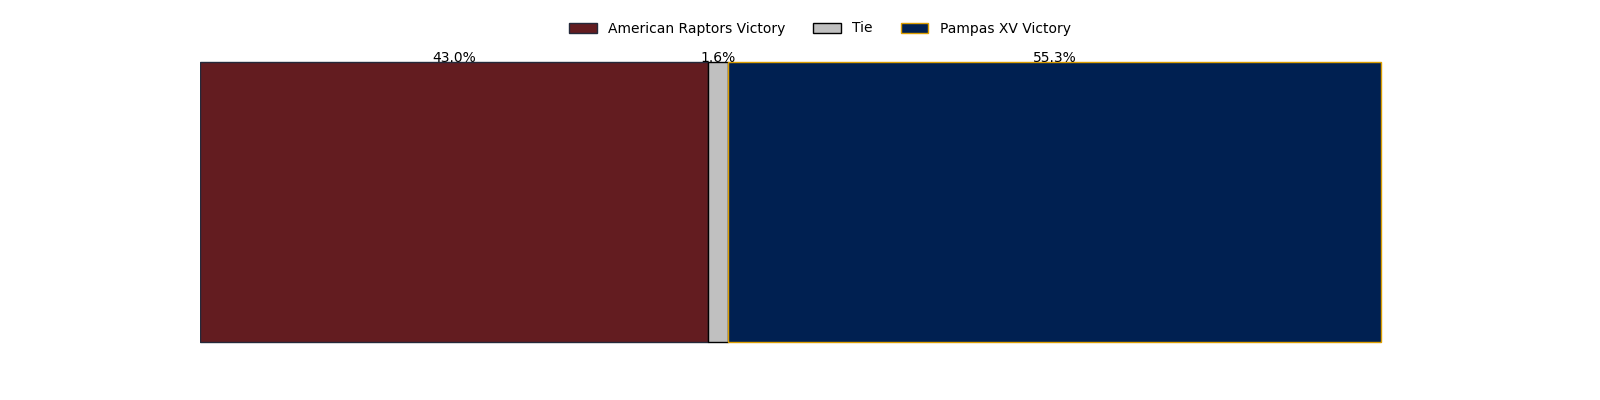 American Raptors Victory Tie Pampas XV Victory
43.0% 1.6% 55.3%